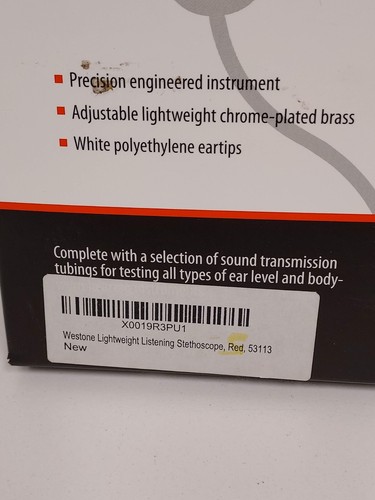 Precision engineered instrument
Adjustable lightweight chrome-plated brass
White polyethylene eartips
Complete with a selection of sound transmission
tubings for testing all types of ear level and body-
X0019R3PU1
Westone Lightweight Listening Stethoscope, Red, 53113
New